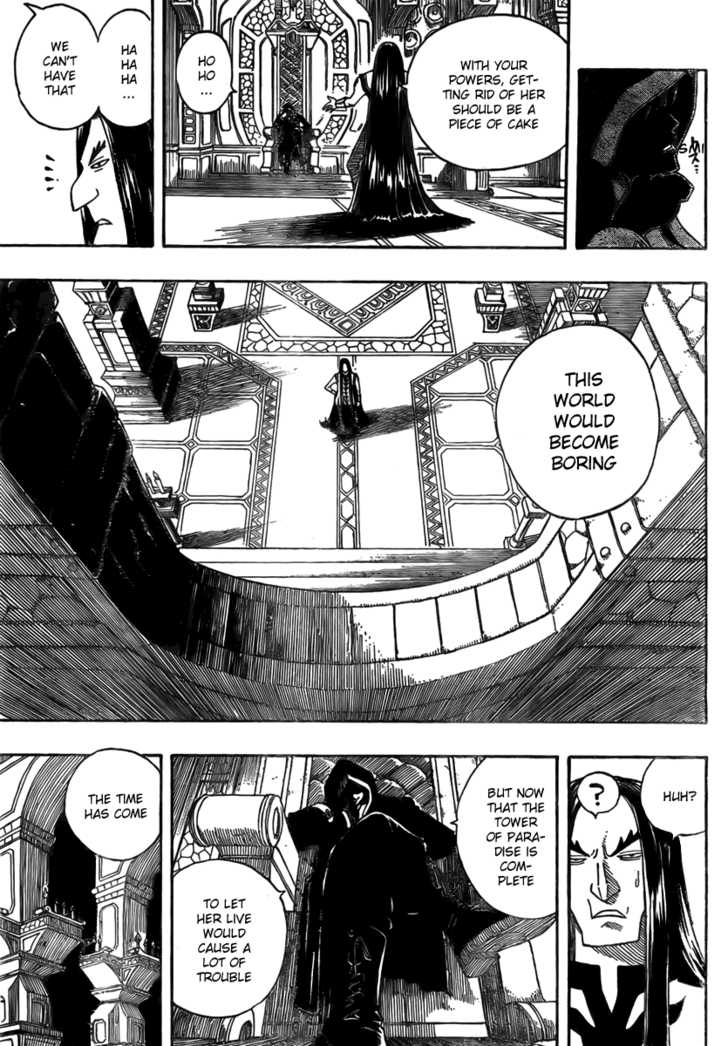 WITH YOUR
POWERS, GET-
TING RID OF HER
SHOULD BE A
PIECE OF CAKE
HO
HO
...
HA
HA
HA
...
WE
CAN'T
HAVE
THAT
THIS
WORLD
WOULD
BECOME
BORING
HUH?
?
BUT NOW
THAT THE
TOWER
OF PARA-
DISE IS
COM-
PLETE
TO LET
HER LIVE
WOULD
CAUSE A
LOT OF
TROUBLE
THE TIME
HAS COME